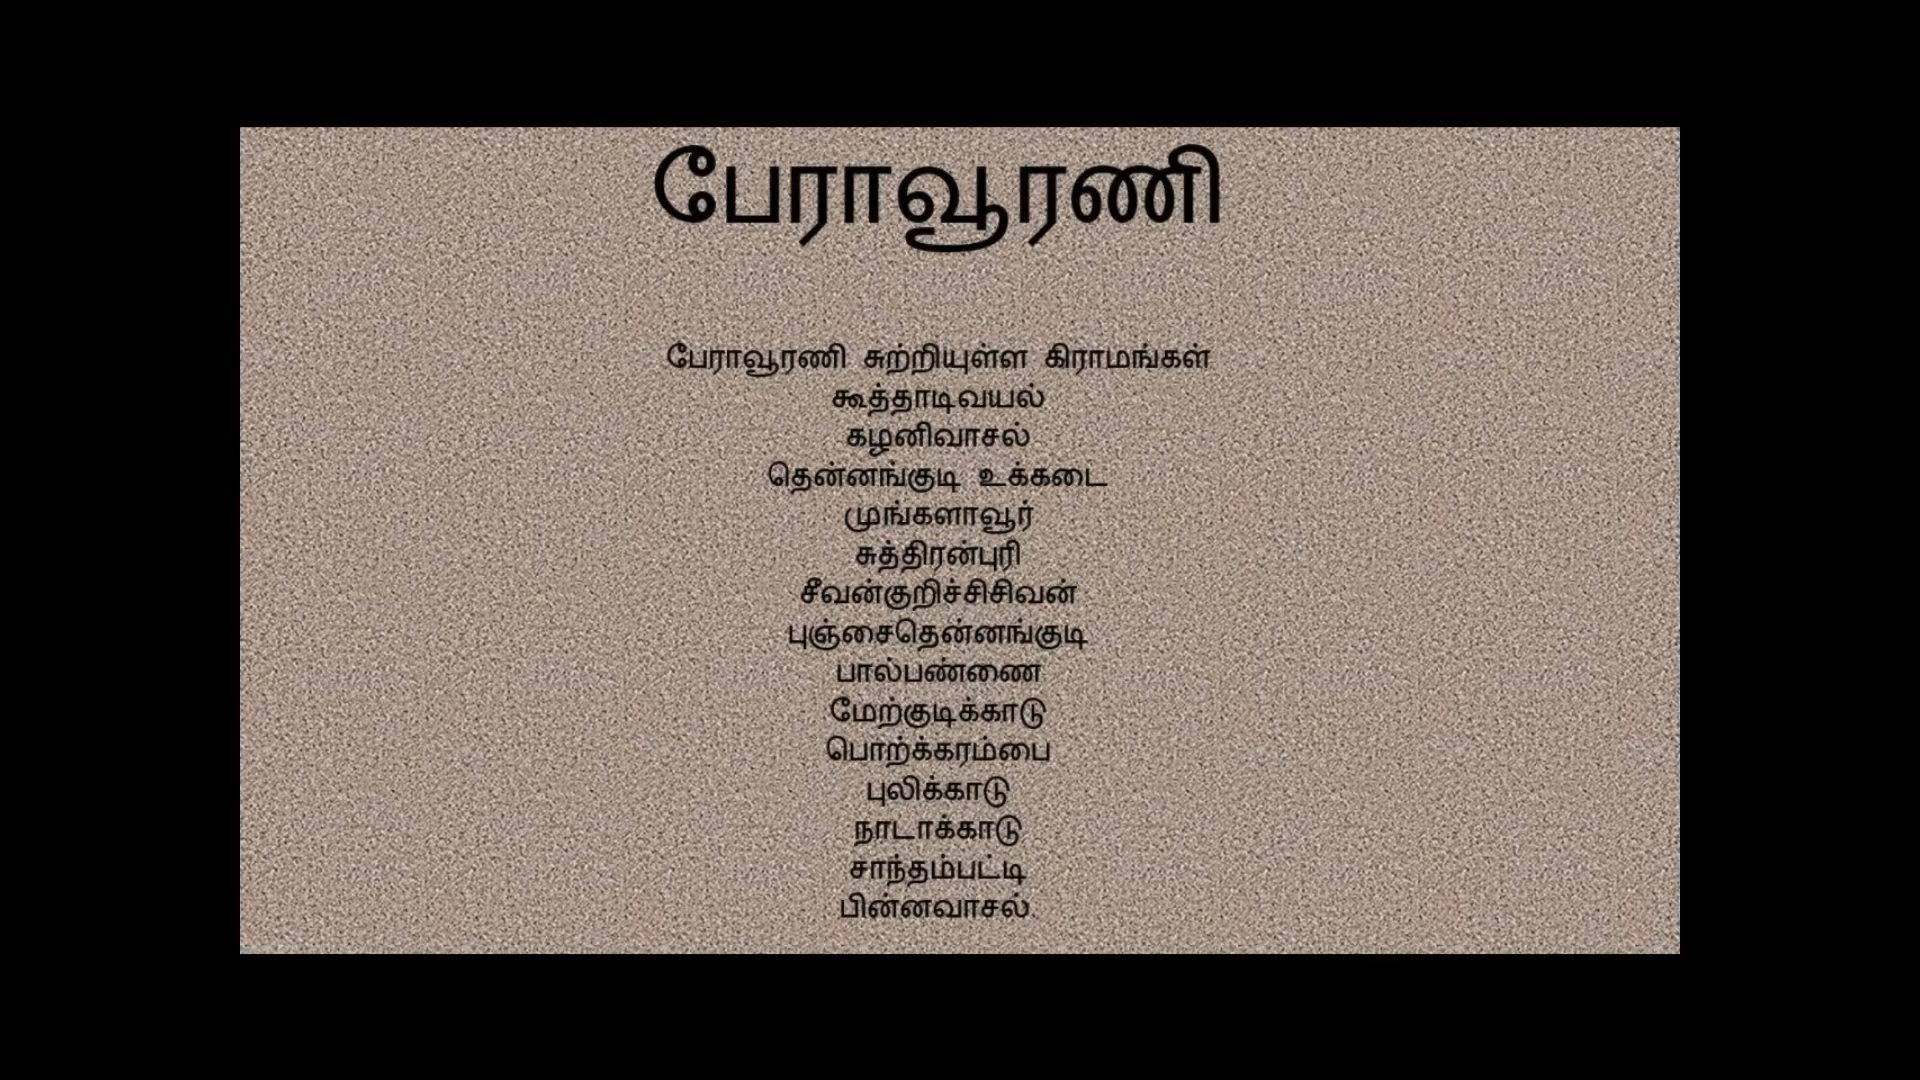 பேராவூரணி
பேராவூரணி சுற்றியுள்ள கிராமங்கள்
கூத்தாடிவயல்
கழனிவாசல்
தென்னங்குடி உக்கடை
முங்களாவூர்
சுத்திரன்புரி
சீவன்குறிச்சிசிவன்
புஞ்சைதென்னங்குடி
பால்பண்ணை
மேற்குடிக்காடு
பொற்க்கரம்பை
புலிக்காடு
நாடாக்காடு
சாந்தம்பட்டி
பின்னவாசல்.